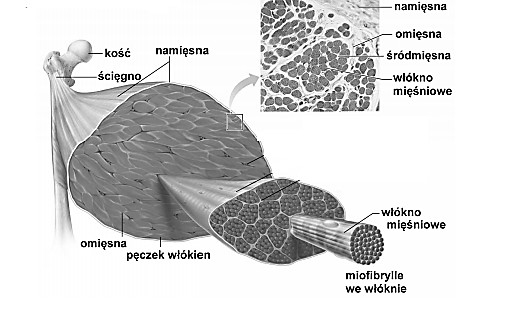 namięsna
omięsna
śródmięsna
włókno
mięśniowe
kość
namięsna
ścięgno
włókno
mięśniowe
omięsna
pęczek włókien
miofibrylle
we włóknie